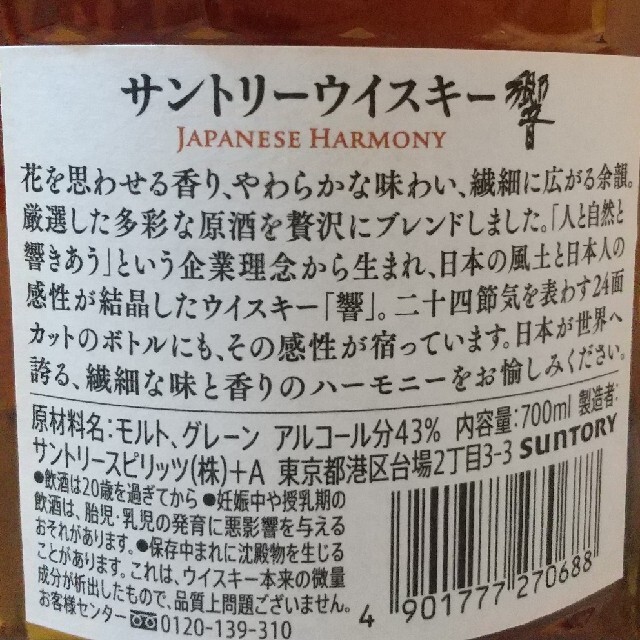 サントリーウイスキー 響
JAPANESE HARMONY
花を思わせる香り、やわらかな味わい、繊細に広がる余韻。
厳選した多彩な原酒を贅沢にブレンドしました。「人と自然と
響きあう」という企業理念から生まれ、日本の風土と日本人の
感性が結晶したウイスキー「響」。二十四節気を表わす24面
カットのボトルにも、その感性が宿っています。日本が世界へ
誇る、繊細な味と香りのハーモニーをお愉しみください。
原材料名:モルト、グレーン アルコール分43% 内容量:700ml 製造者:
サントリースピリッツ(株)+A 東京都港区台場2丁目3-3 SUNTORY
●飲酒は20歳を過ぎてから ●妊娠中や授乳期の
飲酒は、胎児・乳児の発育に悪影響を与える
おそれがあります。●保存中まれに沈殿物を生じる
ことがあります。これは、ウイスキー本来の微量
成分が析出したもので、品質上問題ございません。
お客様センター 0120-139-310
4 901777 270688